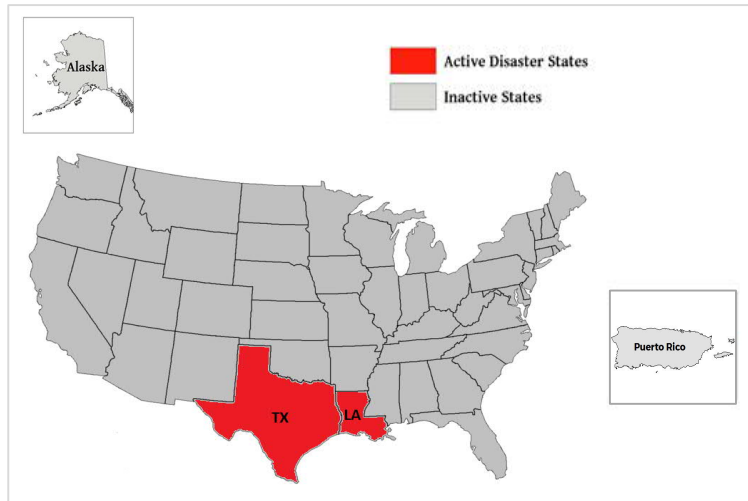 Alaska
Active Disaster States
Inactive States
Puerto Rico
TX
LA